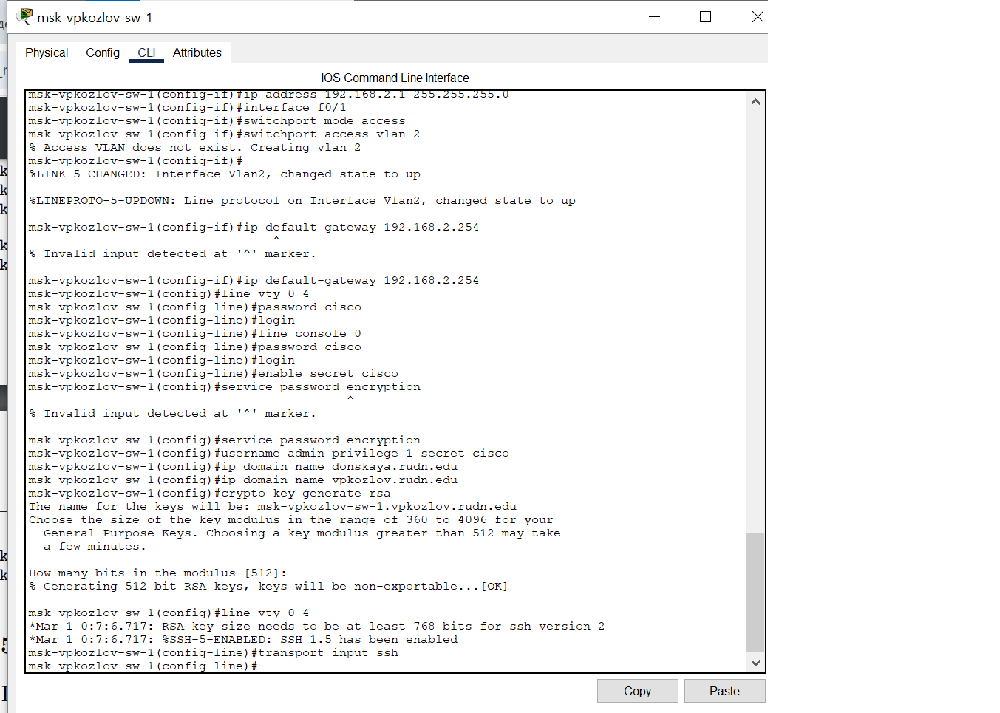 msk-vpkozlov-sw-1
Physical Config CLI Attributes
IOS Command Line Interface
msk-vpkozlov-sw-1(config-if)#ip address 192.168.2.1 255.255.255.0
msk-vpkozlov-sw-1(config-if)#interface f0/1
msk-vpkozlov-sw-1(config-if)#switchport mode access
msk-vpkozlov-sw-1(config-if)#switchport access vlan 2
% Access VLAN does not exist. Creating vlan 2
msk-vpkozlov-sw-1(config-if)#
%LINK-5-CHANGED: Interface Vlan2, changed state to up
%LINEPROTO-5-UPDOWN: Line protocol on Interface Vlan2, changed state to up
msk-vpkozlov-sw-1(config-if)#ip default gateway 192.168.2.254
^
% Invalid input detected at '^' marker.
msk-vpkozlov-sw-1(config-if)#ip default-gateway 192.168.2.254
msk-vpkozlov-sw-1(config)#line vty 0 4
msk-vpkozlov-sw-1(config-line)#password cisco
msk-vpkozlov-sw-1(config-line)#login
msk-vpkozlov-sw-1(config-line)#line console 0
msk-vpkozlov-sw-1(config-line)#password cisco
msk-vpkozlov-sw-1(config-line)#login
msk-vpkozlov-sw-1(config-line)#enable secret cisco
msk-vpkozlov-sw-1(config)#service password encryption
^
% Invalid input detected at '^' marker.
msk-vpkozlov-sw-1(config)#service password-encryption
msk-vpkozlov-sw-1(config)#username admin privilege 1 secret cisco
msk-vpkozlov-sw-1(config)#ip domain name donskaya.rudn.edu
msk-vpkozlov-sw-1(config)#ip domain name vpkozlov.rudn.edu
msk-vpkozlov-sw-1(config)#crypto key generate rsa
The name for the keys will be: msk-vpkozlov-sw-1.vpkozlov.rudn.edu
Choose the size of the key modulus in the range of 360 to 4096 for your
General Purpose Keys. Choosing a key modulus greater than 512 may take
a few minutes.
How many bits in the modulus [512]:
% Generating 512 bit RSA keys, keys will be non-exportable...[OK]
msk-vpkozlov-sw-1(config)#line vty 0 4
*Mar 1 0:7:6.717: RSA key size needs to be at least 768 bits for ssh version 2
*Mar 1 0:7:6.717: %SSH-5-ENABLED: SSH 1.5 has been enabled
msk-vpkozlov-sw-1(config-line)#transport input ssh
msk-vpkozlov-sw-1(config-line)#
Copy Paste